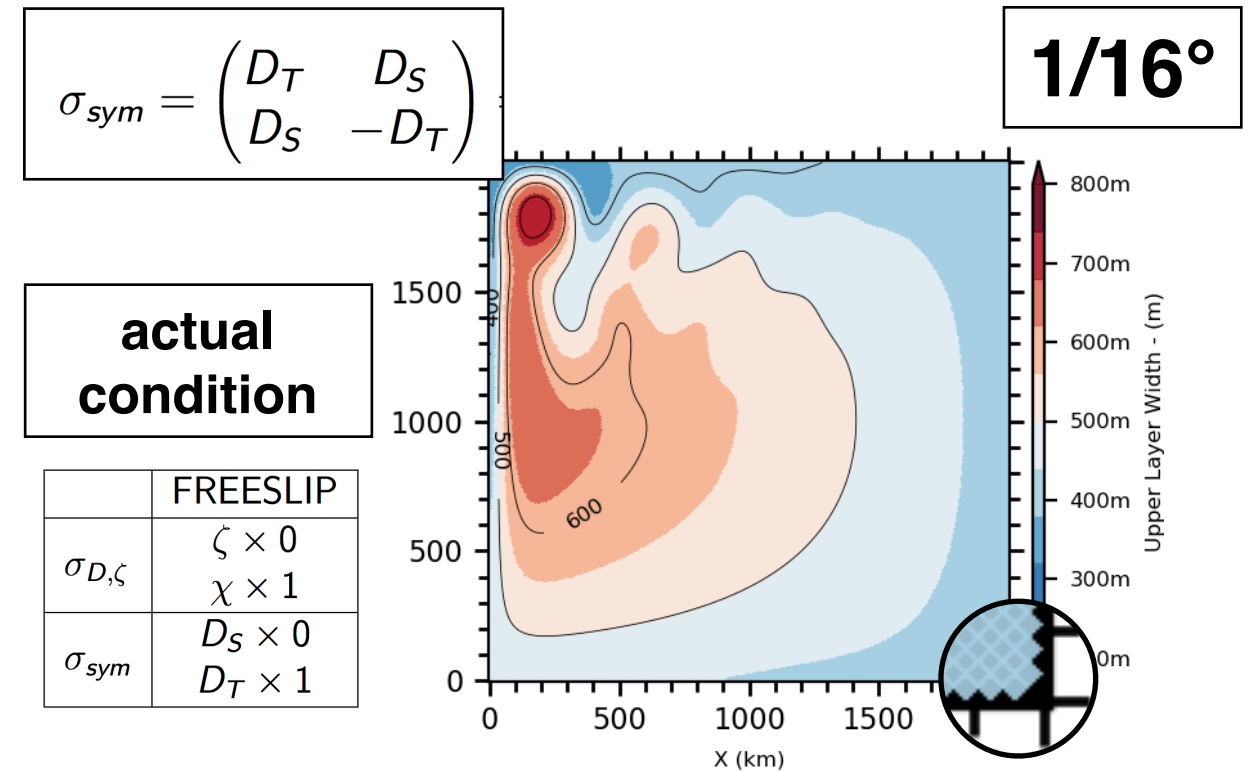 σ_sym = ( D_T D_S
D_S −D_T )
1/16°
actual
condition
FREESLIP
σ_D,ζ
ζ × 0
χ × 1
σ_sym
D_S × 0
D_T × 1
1500
1000
500
0
0 500 1000 1500
X (km)
400
500
600
800m
700m
600m
500m
400m
300m
0m
Upper Layer Width - (m)